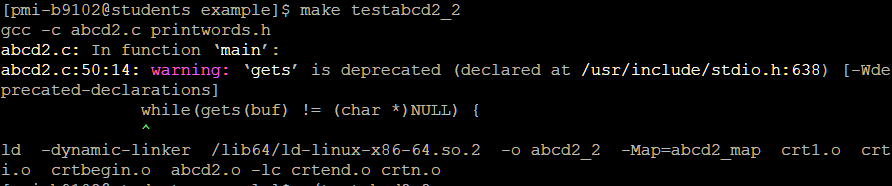 [pmi-b9102@students example]$ make testabcd2_2
gcc -c abcd2.c printwords.h
abcd2.c: In function ‘main’:
abcd2.c:50:14: warning: ‘gets’ is deprecated (declared at /usr/include/stdio.h:638) [-Wde
precated-declarations]
while(gets(buf) != (char *)NULL) {
^
ld -dynamic-linker /lib64/ld-linux-x86-64.so.2 -o abcd2_2 -Map=abcd2_map crt1.o crt
i.o crtbegin.o abcd2.o -lc crtend.o crtn.o